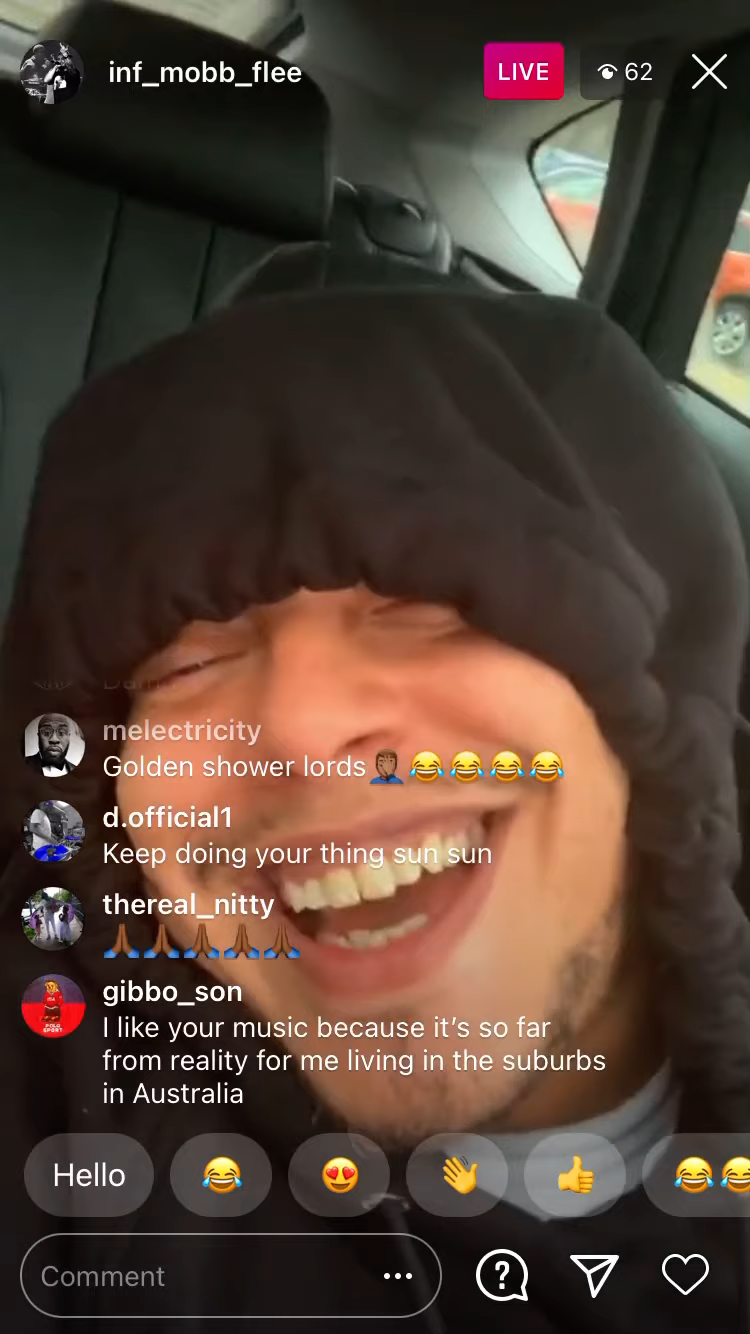 inf_mobb_flee
LIVE
62
melectricity
Golden shower lords🤦🏾‍♂️😂😂😂😂
d.official1
Keep doing your thing sun sun
thereal_nitty
🙏🏾🙏🏾🙏🏾🙏🏾🙏🏾
gibbo_son
I like your music because it’s so far
from reality for me living in the suburbs
in Australia
Hello 😂 😍 👋 👍 😂😂
Comment